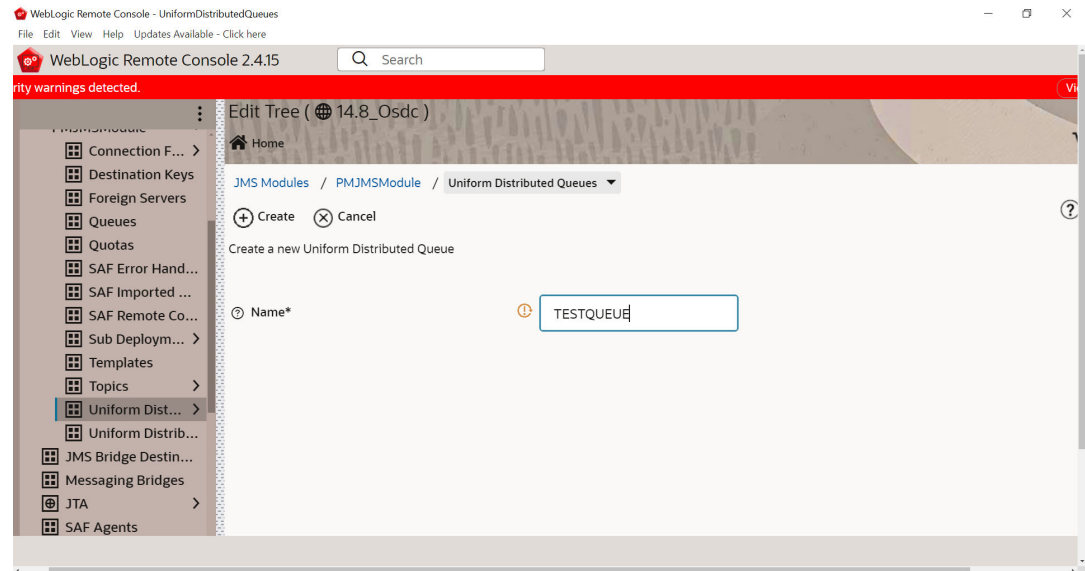 WebLogic Remote Console - UniformDistributedQueues
File Edit View Help Updates Available - Click here
WebLogic Remote Console 2.4.15
Search
rity warnings detected.
Edit Tree ( 14.8_Osdc )
Home
JMS Modules / PMJMSModule / Uniform Distributed Queues
Create Cancel
Create a new Uniform Distributed Queue
Name*
TESTQUEUE
PMJMSModule
Connection F...
Destination Keys
Foreign Servers
Queues
Quotas
SAF Error Hand...
SAF Imported ...
SAF Remote Co...
Sub Deploym...
Templates
Topics
Uniform Dist...
Uniform Distrib...
JMS Bridge Destin...
Messaging Bridges
JTA
SAF Agents